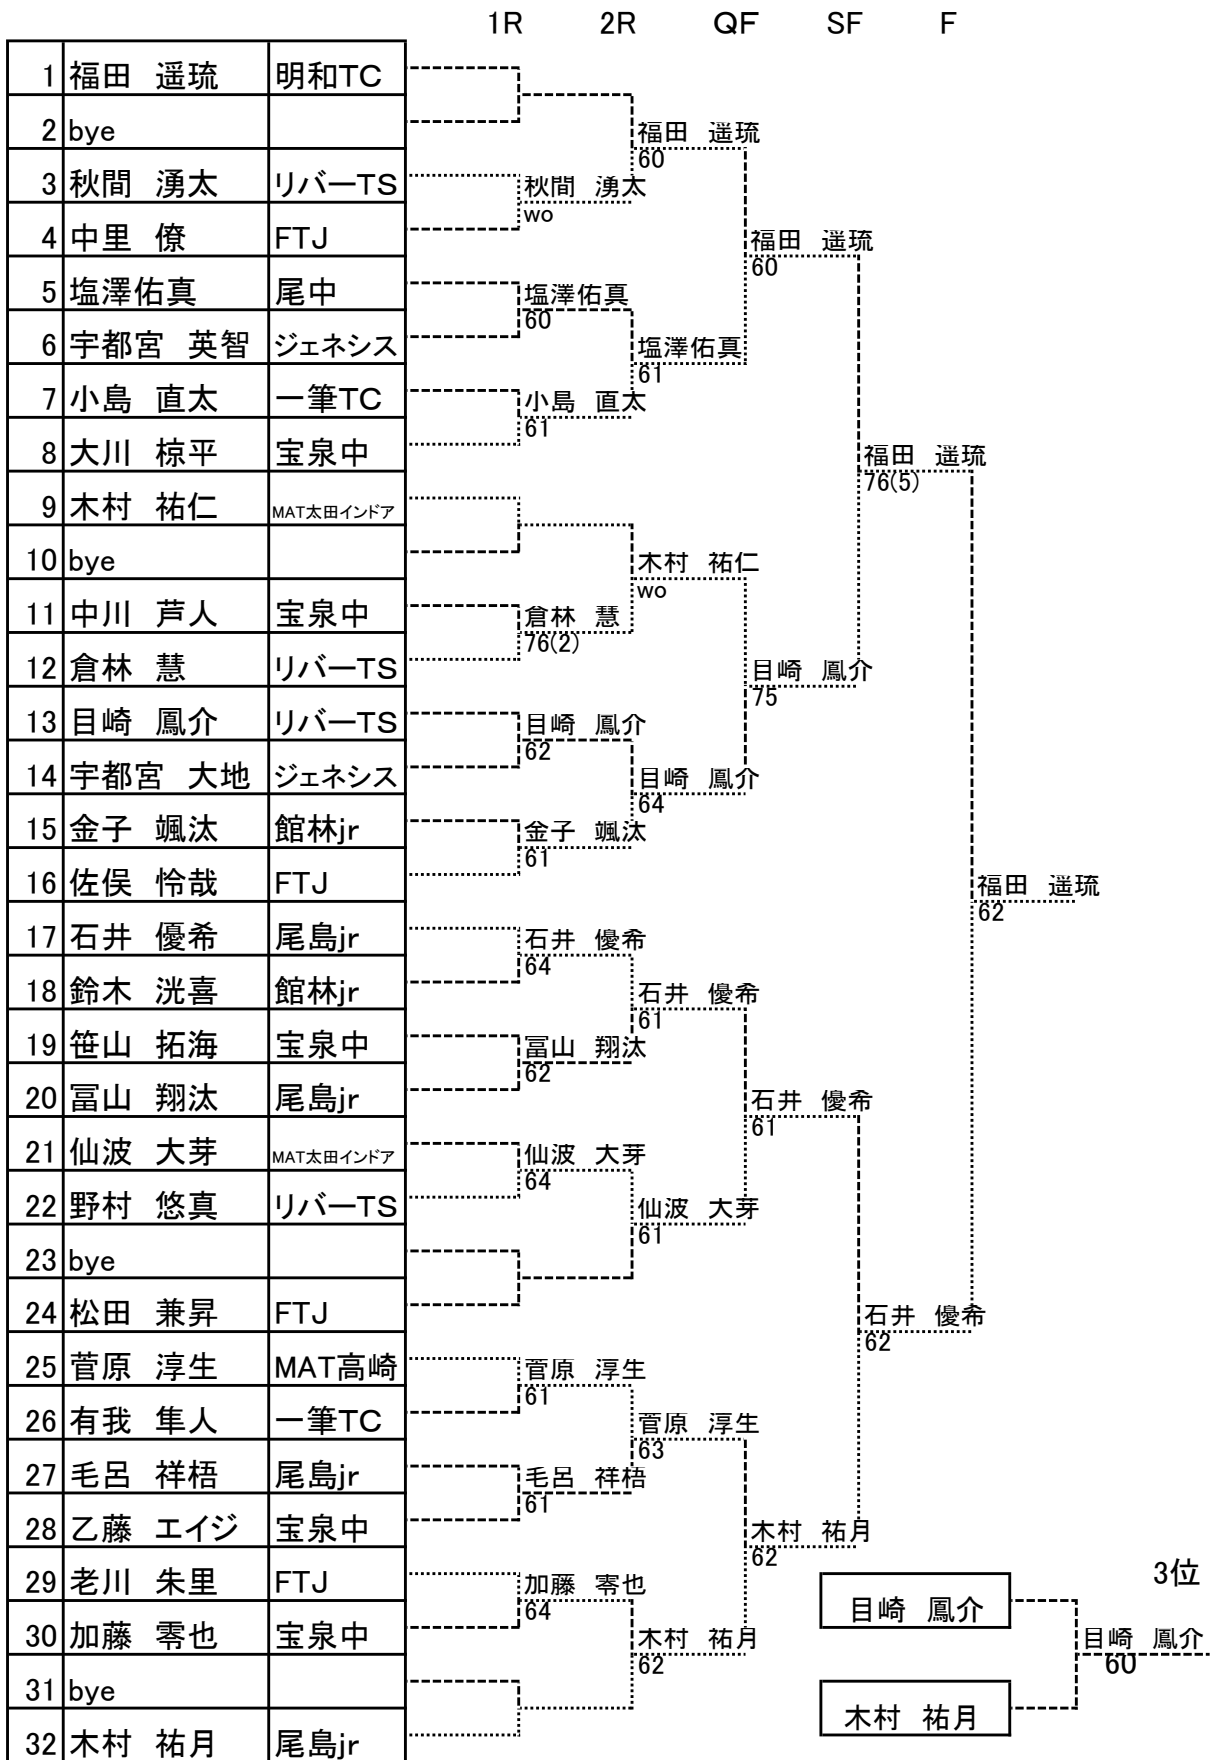 1R 2R QF SF F
1 福田 遥琉 明和TC
2 bye
福田 遥琉
60
3 秋間 湧太 リバーTS
秋間 湧太
wo
4 中里 僚 FTJ
福田 遥琉
60
5 塩澤佑真 尾中
塩澤佑真
60
6 宇都宮 英智 ジェネシス
塩澤佑真
61
7 小島 直太 一筆TC
小島 直太
61
8 大川 椋平 宝泉中
福田 遥琉
76(5)
9 木村 祐仁 MAT太田インドア
10 bye
木村 祐仁
wo
11 中川 芦人 宝泉中
倉林 慧
76(2)
12 倉林 慧 リバーTS
目崎 鳳介
75
13 目崎 鳳介 リバーTS
目崎 鳳介
62
14 宇都宮 大地 ジェネシス
目崎 鳳介
64
15 金子 颯汰 館林jr
金子 颯汰
61
16 佐俣 怜哉 FTJ
福田 遥琉
62
17 石井 優希 尾島jr
石井 優希
64
18 鈴木 洸喜 館林jr
石井 優希
61
19 笹山 拓海 宝泉中
冨山 翔汰
62
20 冨山 翔汰 尾島jr
石井 優希
61
21 仙波 大芽 MAT太田インドア
仙波 大芽
64
22 野村 悠真 リバーTS
仙波 大芽
61
23 bye
24 松田 兼昇 FTJ
石井 優希
62
25 菅原 淳生 MAT高崎
菅原 淳生
61
26 有我 隼人 一筆TC
菅原 淳生
63
27 毛呂 祥梧 尾島jr
毛呂 祥梧
61
28 乙藤 エイジ 宝泉中
木村 祐月
62
29 老川 朱里 FTJ
加藤 零也
64
3位
目崎 鳳介
30 加藤 零也 宝泉中
木村 祐月
62
目崎 鳳介
60
31 bye
木村 祐月
32 木村 祐月 尾島jr